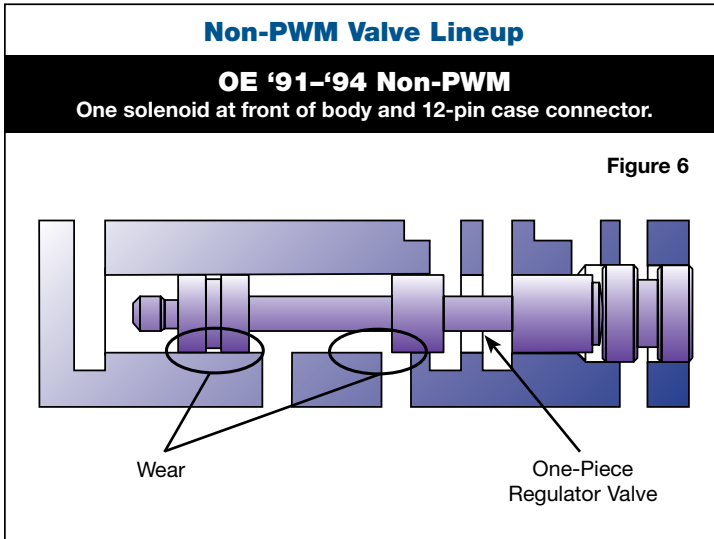 Non-PWM Valve Lineup
OE ‘91–‘94 Non-PWM
One solenoid at front of body and 12-pin case connector.
Figure 6
Wear
One-Piece
Regulator Valve